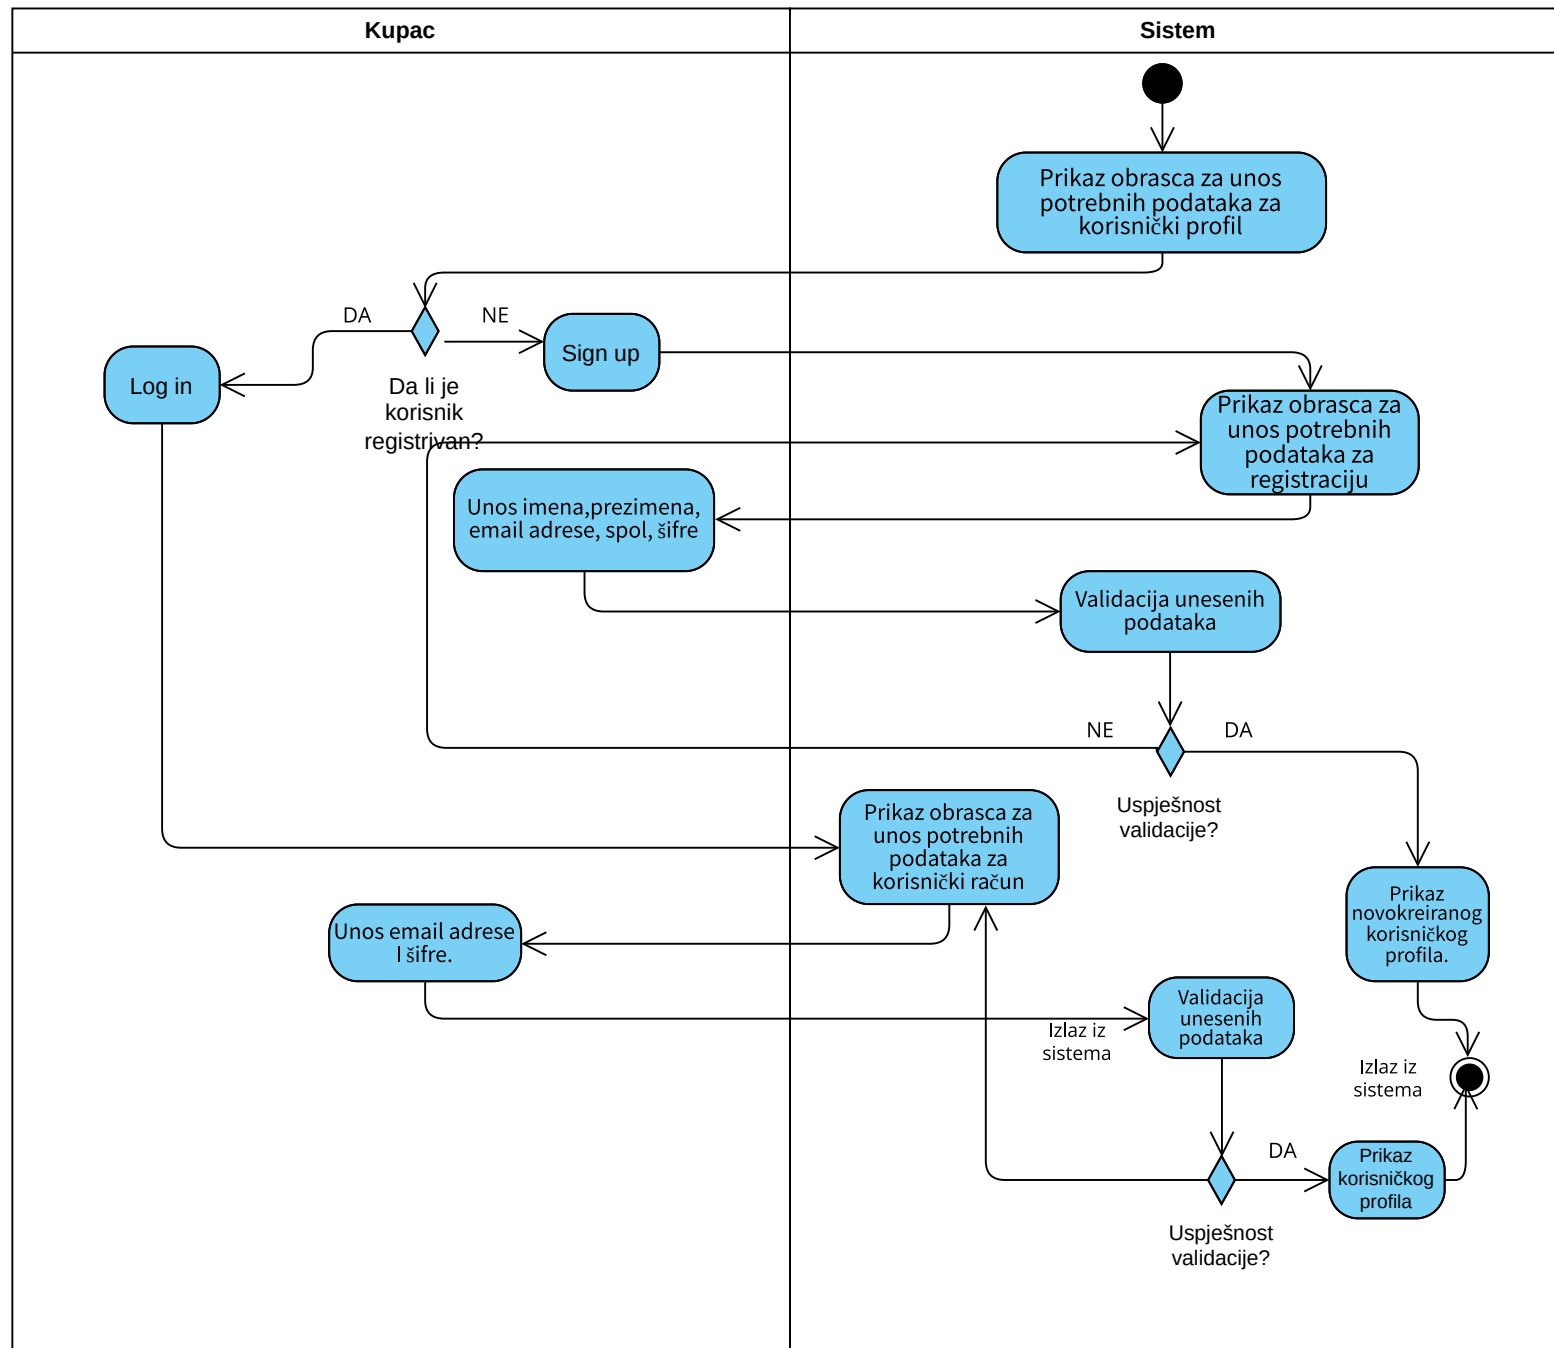 Kupac
Sistem
Prikaz obrasca za unos
potrebnih podataka za
korisnički profil
DA
NE
Sign up
Log in
Da li je
korisnik
registrivan?
Prikaz obrasca za
unos potrebnih
podataka za
registraciju
Unos imena,prezimena,
email adrese, spol, šifre
Validacija unesenih
podataka
NE
DA
Uspješnost
validacije?
Prikaz obrasca za
unos potrebnih
podataka za
korisnički račun
Prikaz
novokreiranog
korisničkog
profila.
Unos email adrese
I šifre.
Validacija
unesenih
podataka
Izlaz iz
sistema
Izlaz iz
sistema
DA
Prikaz
korisničkog
profila
Uspješnost
validacije?